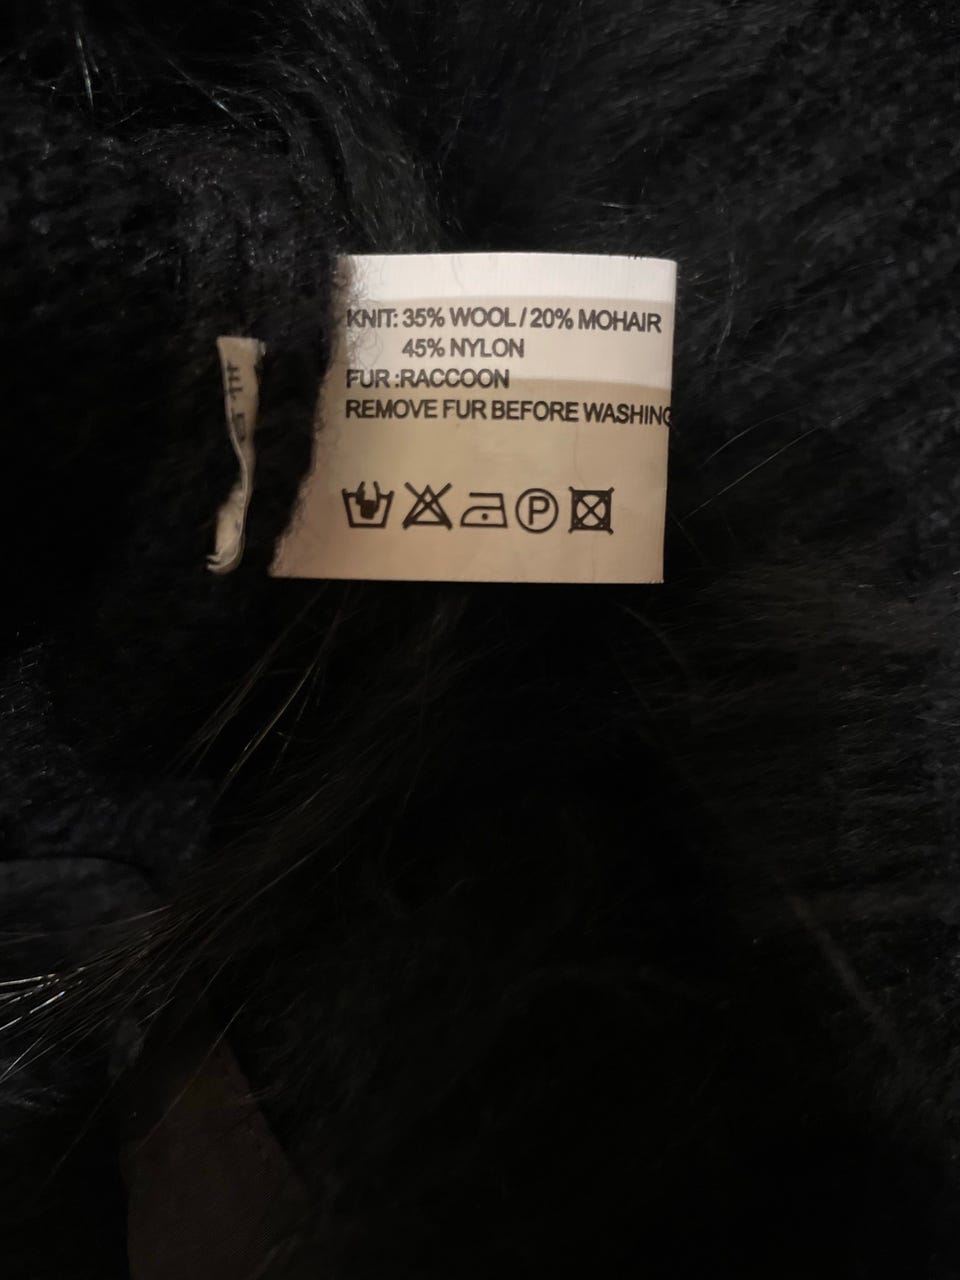 KNIT: 35% WOOL / 20% MOHAIR
45% NYLON
FUR :RACCOON
REMOVE FUR BEFORE WASHING
P